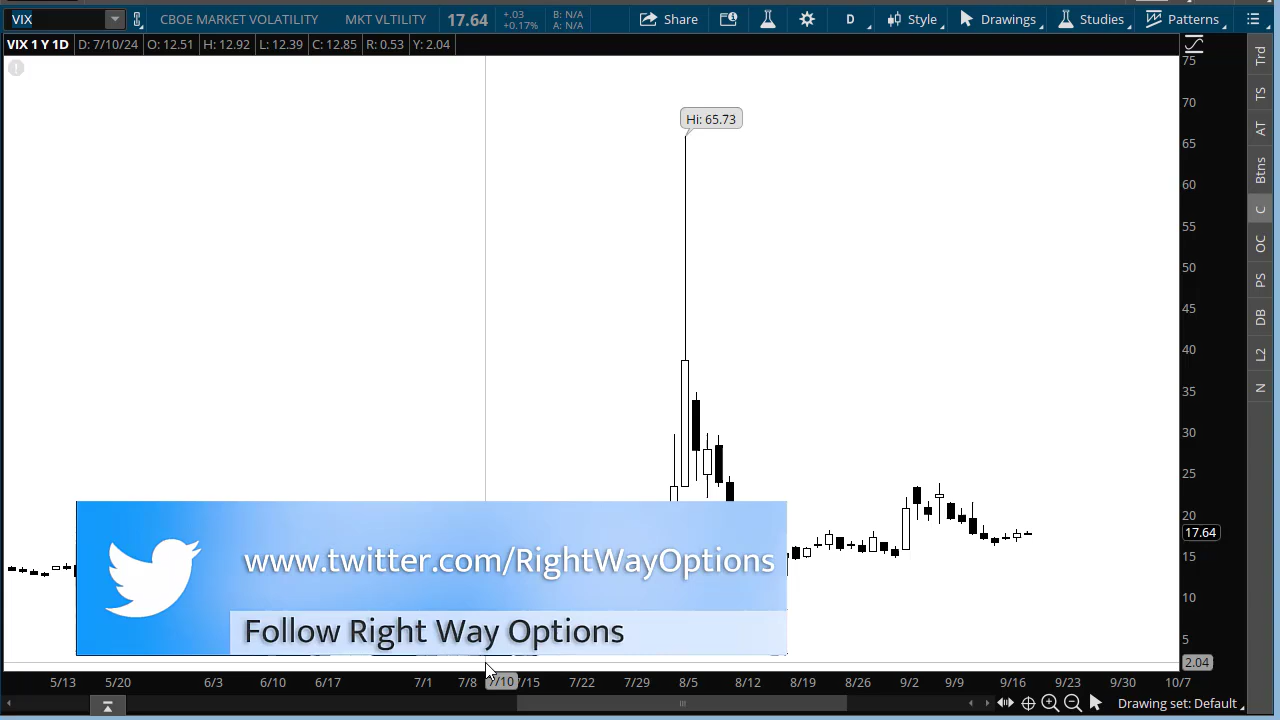 VIX CBOE MARKET VOLATILITY MKT VLTILITY 17.64 +.03 +0.17% B: N/A A: N/A Share D Style Drawings Studies Patterns
VIX 1 Y 1D D: 7/10/24 O: 12.51 H: 12.92 L: 12.39 C: 12.85 R: 0.53 Y: 2.04
Hi: 65.73
75
70
65
60
55
50
45
40
35
30
25
20
17.64
15
10
5
2.04
Trd
TS
AT
Btns
C
OC
PS
DB
L2
N
www.twitter.com/RightWayOptions
Follow Right Way Options
5/13 5/20 6/3 6/10 6/17 7/1 7/8 7/10 7/15 7/22 7/29 8/5 8/12 8/19 8/26 9/2 9/9 9/16 9/23 9/30 10/7
Drawing set: Default